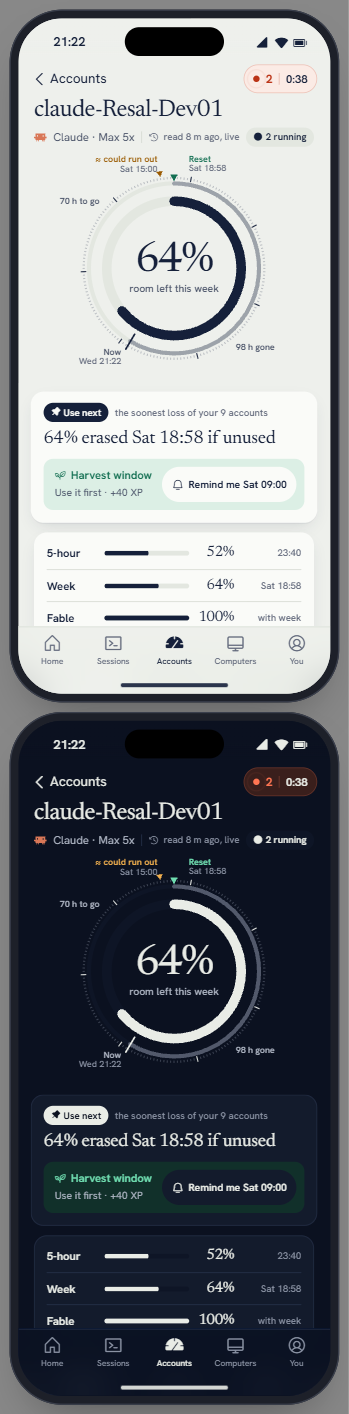 21:22
Accounts
2 0:38
claude-Resal-Dev01
Claude · Max 5x read 8 m ago, live 2 running
≈ could run out Reset
Sat 15:00 Sat 18:58
70 h to go
64%
room left this week
98 h gone
Now
Wed 21:22
Use next the soonest loss of your 9 accounts
64% erased Sat 18:58 if unused
Harvest window
Use it first · +40 XP
Remind me Sat 09:00
5-hour 52% 23:40
Week 64% Sat 18:58
Fable 100% with week
Home Sessions Accounts Computers You
21:22
Accounts
2 0:38
claude-Resal-Dev01
Claude · Max 5x read 8 m ago, live 2 running
≈ could run out Reset
Sat 15:00 Sat 18:58
70 h to go
64%
room left this week
98 h gone
Now
Wed 21:22
Use next the soonest loss of your 9 accounts
64% erased Sat 18:58 if unused
Harvest window
Use it first · +40 XP
Remind me Sat 09:00
5-hour 52% 23:40
Week 64% Sat 18:58
Fable 100% with week
Home Sessions Accounts Computers You